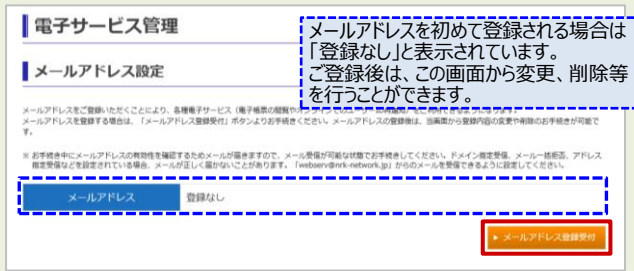 電子サービス管理
メールアドレスを初めて登録される場合は
「登録なし」と表示されています。
ご登録後は、この画面から変更、削除等
を行うことができます。
メールアドレス設定
メールアドレスをご登録いただくことにより、各種電子サービス（電子帳票の閲覧や
メールアドレスを登録する場合は、「メールアドレス登録受付」ボタンよりお手続きください。メールアドレスの登録後は、当画面から登録内容の変更や削除のお手続きが可能で
す。
※ お手続き中にメールアドレスの有効性を確認するためメールが届きますので、メール受信が可能な状態でお手続きしてください。ドメイン指定受信、メール一括拒否、アドレス
指定受信などを設定されている場合、メールが正しく届かないことがあります。「webserv@nrk-network.jp」からのメールを受信できるように設定してください。
メールアドレス
登録なし
メールアドレス登録受付